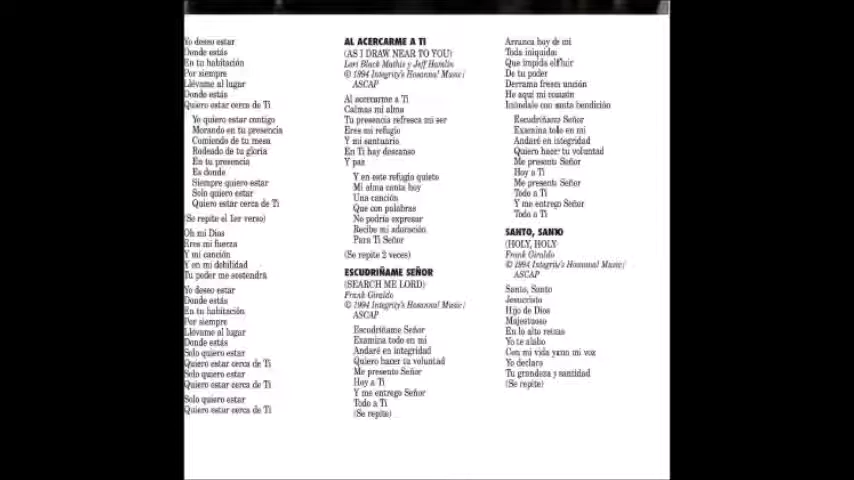 Yo deseo estar
Donde estás
En tu habitación
Por siempre
Llévame al lugar
Donde estás
Quiero estar cerca de Ti
Yo quiero estar contigo
Morando en tu presencia
Comiendo de tu mesa
Rodeado de tu gloria
En tu presencia
Es donde
Siempre quiero estar
Solo quiero estar
Quiero estar cerca de Ti
(Se repite el 1er verso)
Oh mi Dios
Eres mi fuerza
Y mi canción
Y en mi debilidad
Tu poder me sostendrá
Yo deseo estar
Donde estás
En tu habitación
Por siempre
Llévame al lugar
Donde estás
Solo quiero estar
Quiero estar cerca de Ti
Solo quiero estar
Quiero estar cerca de Ti
Solo quiero estar
Quiero estar cerca de Ti
AL ACERCARME A TI
(AS I DRAW NEAR TO YOU)
Lori Black Mathis y Jeff Hamlin
© 1994 Integrity's Hosanna! Music/
ASCAP
Al acercarme a Ti
Calmas mi alma
Tu presencia refresca mi ser
Eres mi refugio
Y mi santuario
En Ti hay descanso
Y paz
Y en este refugio quieto
Mi alma canta hoy
Una canción
Que con palabras
No podría expresar
Recibe mi adoración
Para Ti Señor
(Se repite 2 veces)
ESCUDRIÑAME SEÑOR
(SEARCH ME LORD)
Frank Giraldo
© 1994 Integrity's Hosanna! Music/
ASCAP
Escudriñame Señor
Examina todo en mi
Andaré en integridad
Quiero hacer tu voluntad
Me presento Señor
Hoy a Ti
Y me entrego Señor
Todo a Ti
(Se repite)
Arranca hoy de mi
Toda iniquidad
Que impida el fluir
De tu poder
Derrama fresca unción
He aquí mi corazón
Inúndalo con santa bendición
Escudriñame Señor
Examina todo en mi
Andaré en integridad
Quiero hacer tu voluntad
Me presento Señor
Hoy a Ti
Me presento Señor
Todo a Ti
Y me entrego Señor
Todo a Ti
SANTO, SANTO
(HOLY, HOLY
Frank Giraldo
© 1994 Integrity's Hosanna! Music/
ASCAP
Santo, Santo
Jesucristo
Hijo de Dios
Majestuoso
En lo alto reinas
Yo te alabo
Con mi vida y con mi voz
Yo declaro
Tu grandeza y santidad
(Se repite)